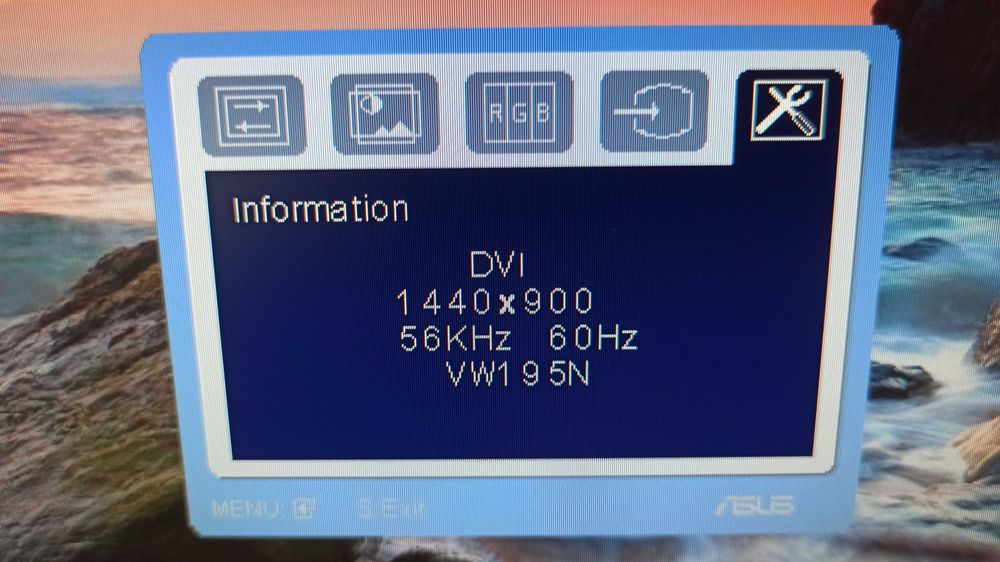 RGB
Information
DVI
1440x900
56KHz 60Hz
VW195N
MENU: S:Exit ASUS